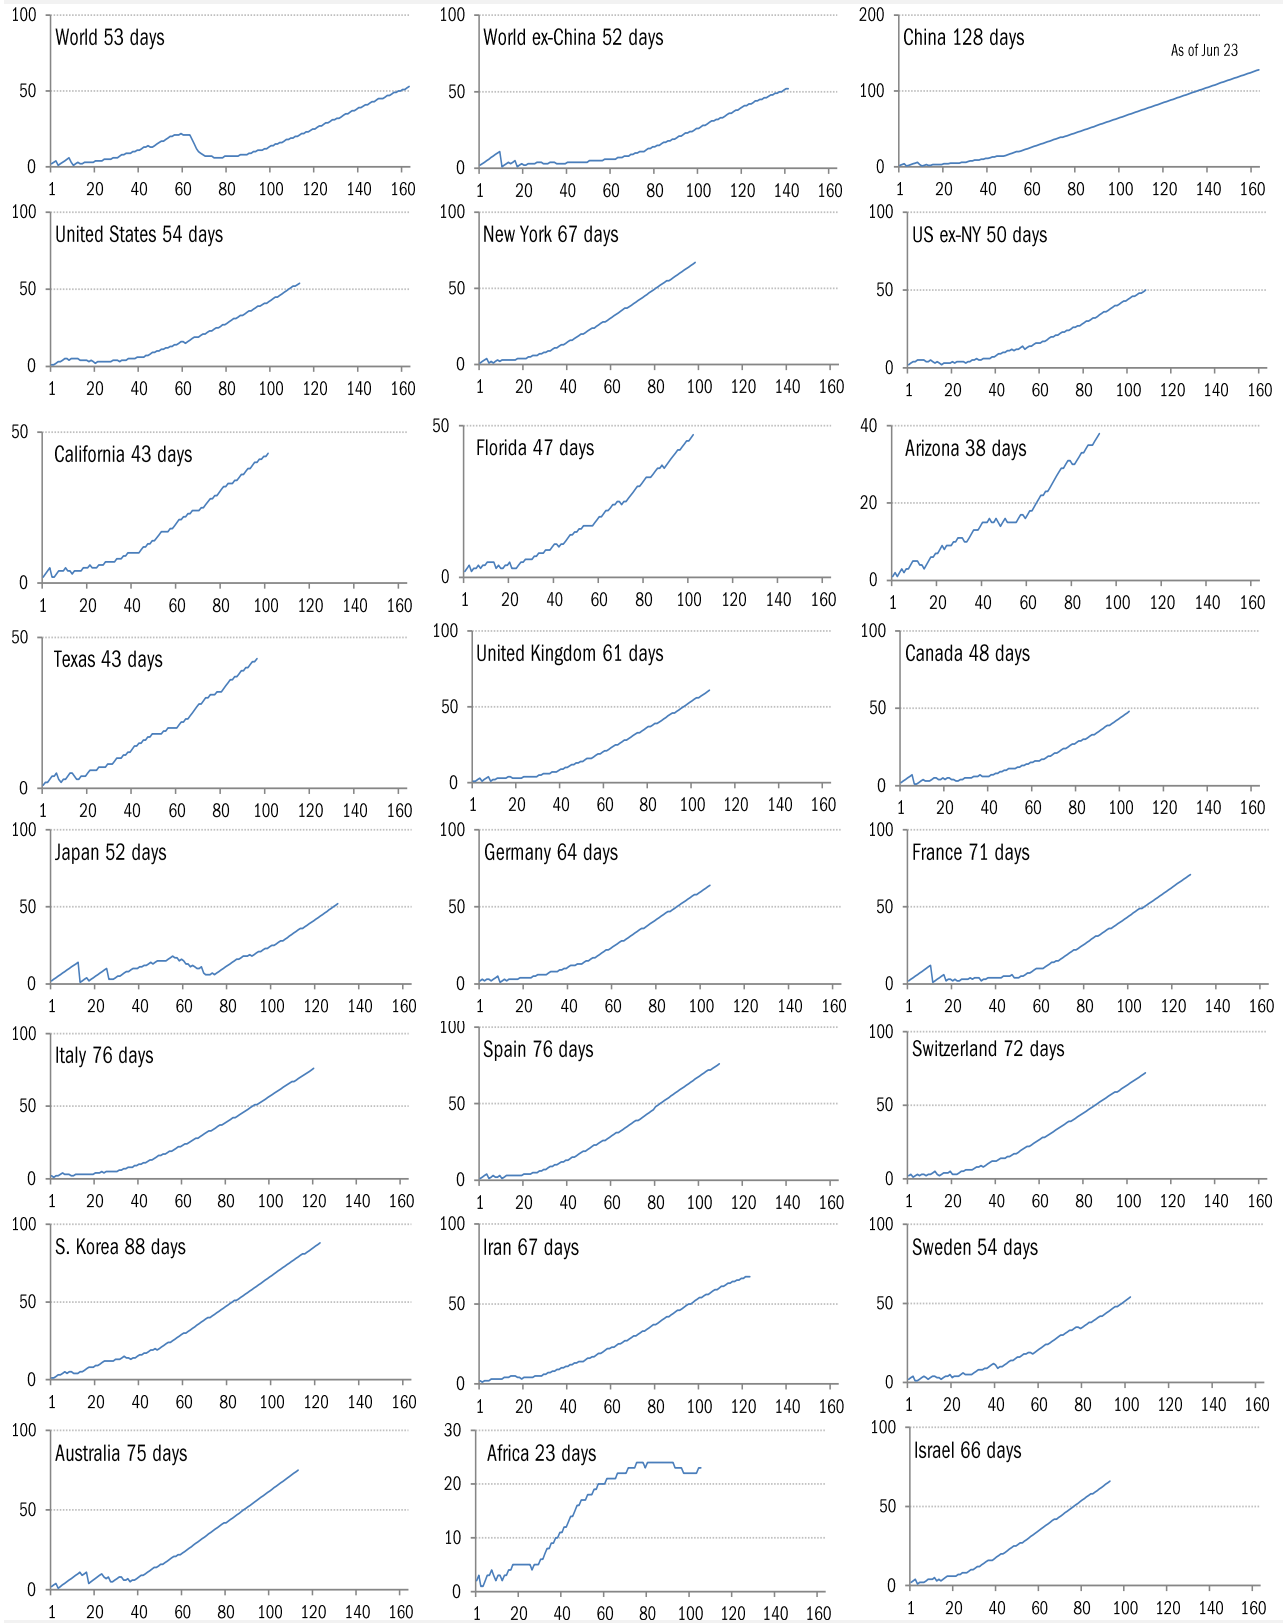 World 53 days
100
50
0
1 20 40 60 80 100 120 140 160
World ex-China 52 days
100
50
0
1 20 40 60 80 100 120 140 160
China 128 days
As of Jun 23
200
100
0
1 20 40 60 80 100 120 140 160
United States 54 days
100
50
0
1 20 40 60 80 100 120 140 160
New York 67 days
100
50
0
1 20 40 60 80 100 120 140 160
US ex-NY 50 days
100
50
0
1 20 40 60 80 100 120 140 160
California 43 days
50
0
1 20 40 60 80 100 120 140 160
Florida 47 days
50
0
1 20 40 60 80 100 120 140 160
Arizona 38 days
40
20
0
1 20 40 60 80 100 120 140 160
Texas 43 days
50
0
1 20 40 60 80 100 120 140 160
United Kingdom 61 days
100
50
0
1 20 40 60 80 100 120 140 160
Canada 48 days
100
50
0
1 20 40 60 80 100 120 140 160
Japan 52 days
100
50
0
1 20 40 60 80 100 120 140 160
Germany 64 days
100
50
0
1 20 40 60 80 100 120 140 160
France 71 days
100
50
0
1 20 40 60 80 100 120 140 160
Italy 76 days
100
50
0
1 20 40 60 80 100 120 140 160
Spain 76 days
100
50
0
1 20 40 60 80 100 120 140 160
Switzerland 72 days
100
50
0
1 20 40 60 80 100 120 140 160
S. Korea 88 days
100
50
0
1 20 40 60 80 100 120 140 160
Iran 67 days
100
50
0
1 20 40 60 80 100 120 140 160
Sweden 54 days
100
50
0
1 20 40 60 80 100 120 140 160
Australia 75 days
100
50
0
1 20 40 60 80 100 120 140 160
Africa 23 days
30
20
10
0
1 20 40 60 80 100 120 140 160
Israel 66 days
100
50
0
1 20 40 60 80 100 120 140 160